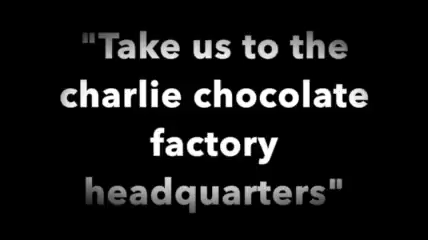 "Take us to the
charlie chocolate
factory
headquarters"